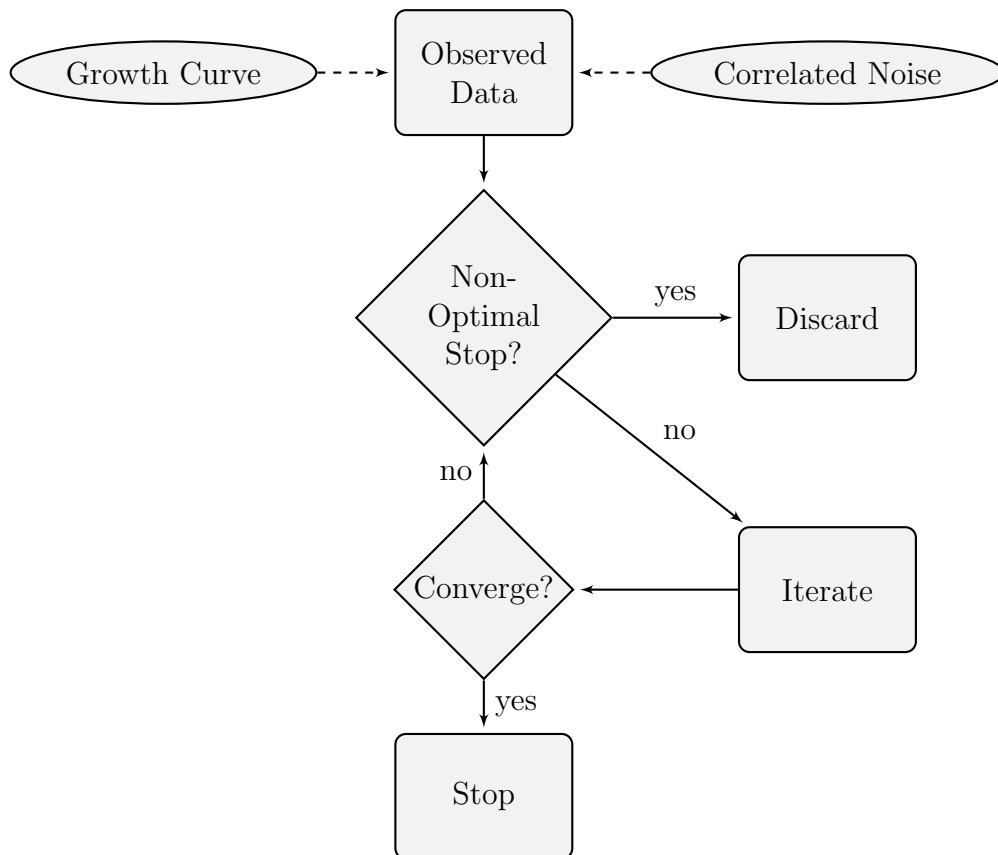 Growth Curve
Observed
Data
Correlated Noise
Non-
Optimal
Stop?
yes
Discard
no
no
Converge?
Iterate
yes
Stop